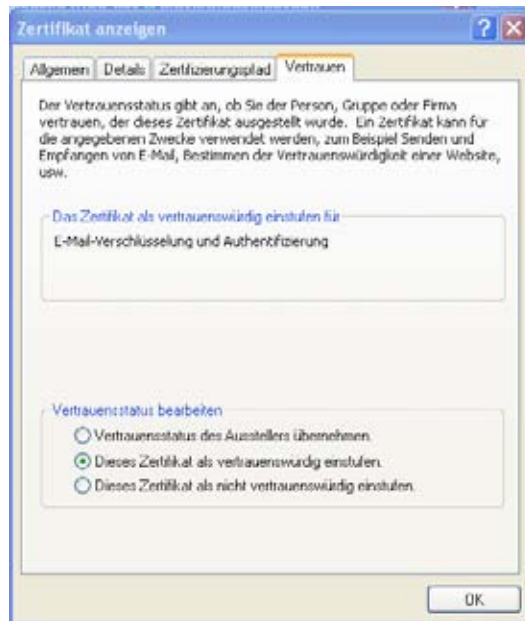 Zertifikat anzeigen
Allgemein Details Zertifizierungspfad Vertrauen
Der Vertrauensstatus gibt an, ob Sie der Person, Gruppe oder Firma
vertrauen, der dieses Zertifikat ausgestellt wurde. Ein Zertifikat kann für
die angegebenen Zwecke verwendet werden, zum Beispiel Senden und
Empfangen von E-Mail, Bestimmen der Vertrauenswürdigkeit einer Website,
usw.
Das Zertifikat als vertrauenswürdig einstufen für
E-Mail-Verschlüsselung und Authentifizierung
Vertrauensstatus bearbeiten
Vertrauensstatus des Ausstellers übernehmen.
Dieses Zertifikat als vertrauenswürdig einstufen.
Dieses Zertifikat als nicht vertrauenswürdig einstufen.
OK